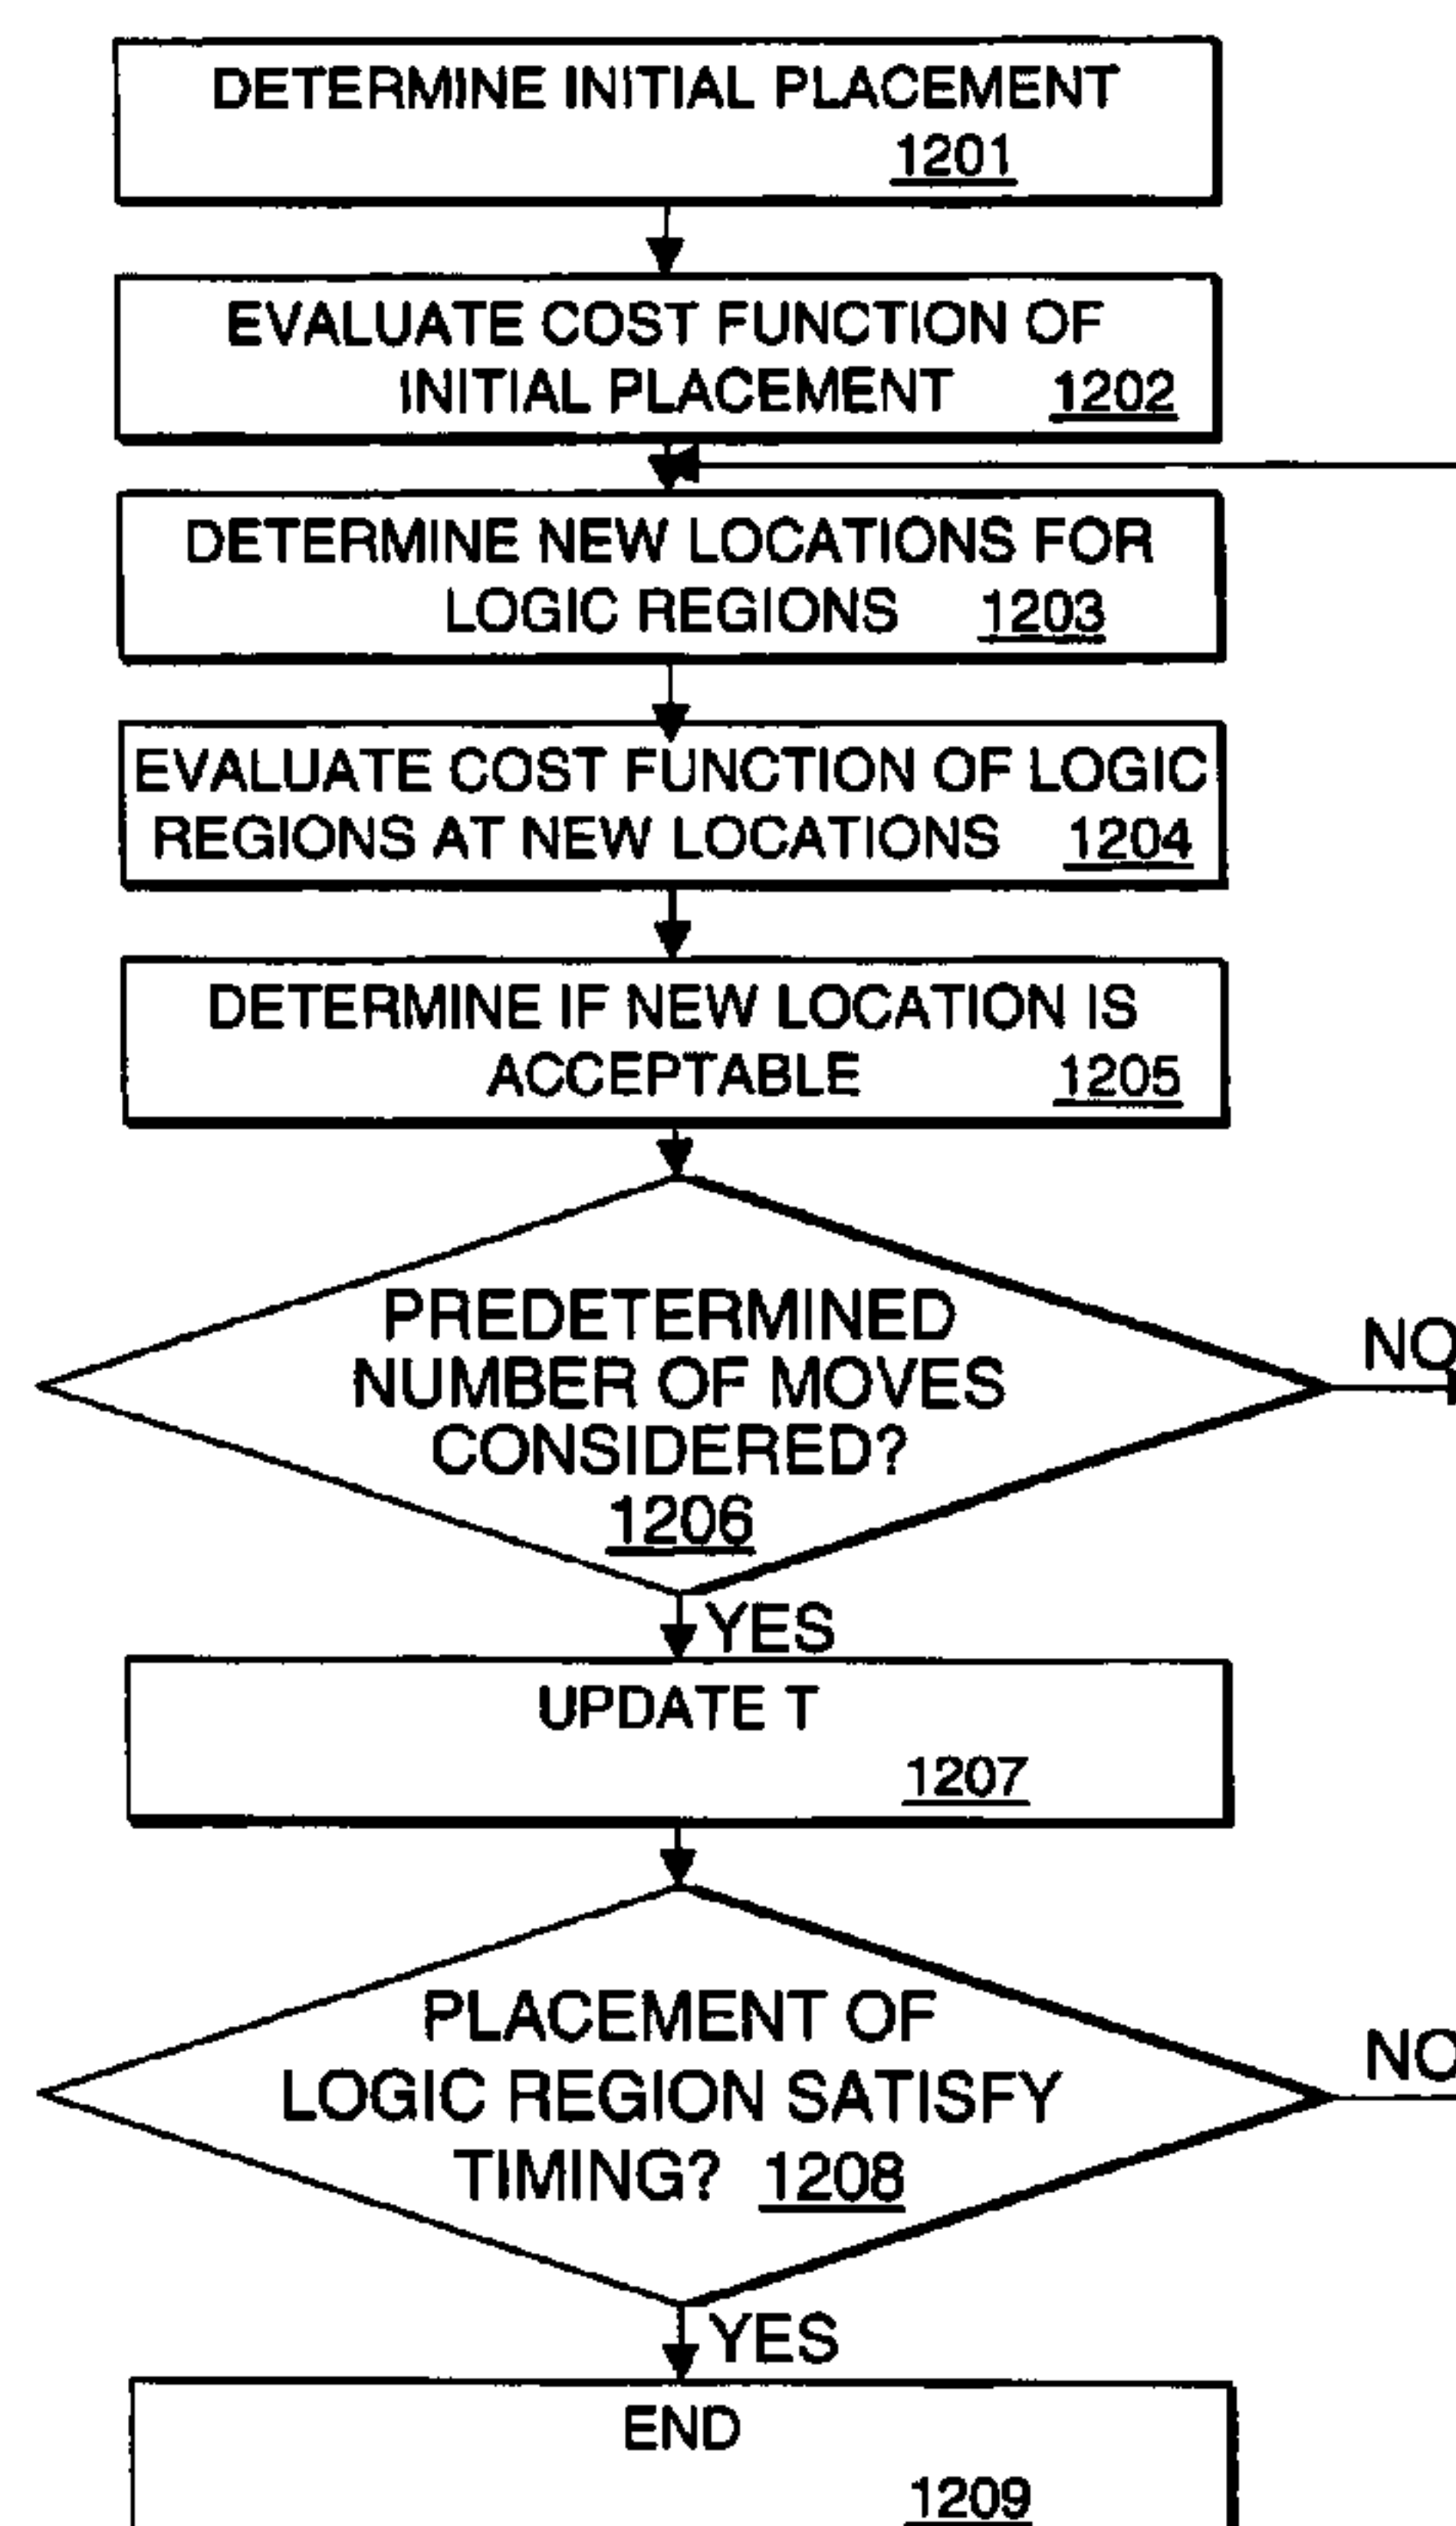 DETERMINE INITIAL PLACEMENT
1201
EVALUATE COST FUNCTION OF
INITIAL PLACEMENT 1202
DETERMINE NEW LOCATIONS FOR
LOGIC REGIONS 1203
EVALUATE COST FUNCTION OF LOGIC
REGIONS AT NEW LOCATIONS 1204
DETERMINE IF NEW LOCATION IS
ACCEPTABLE 1205
PREDETERMINED
NUMBER OF MOVES
CONSIDERED?
1206
NO
YES
UPDATE T
1207
PLACEMENT OF
LOGIC REGION SATISFY
TIMING? 1208
NO
YES
END
1209